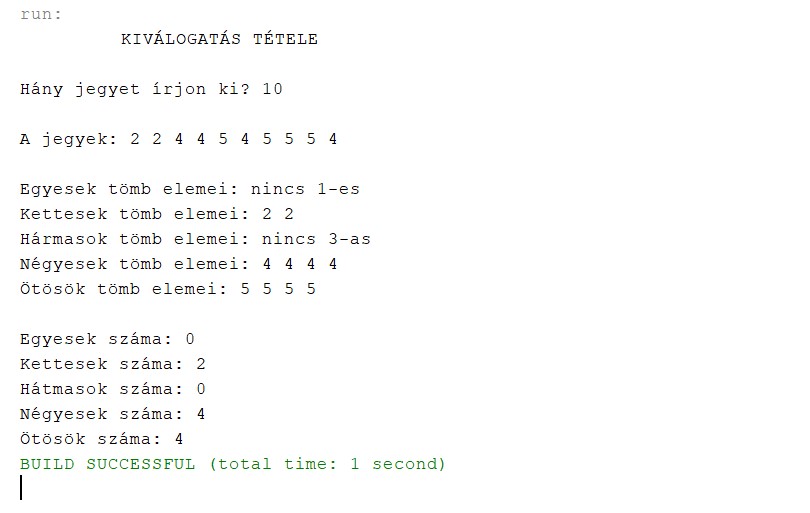 run:
KIVÁLOGATÁS TÉTELE
Hány jegyet írjon ki? 10
A jegyek: 2 2 4 4 5 4 5 5 5 4
Egyesek tömb elemei: nincs 1-es
Kettesek tömb elemei: 2 2
Hármasok tömb elemei: nincs 3-as
Négyesek tömb elemei: 4 4 4 4
Ötösök tömb elemei: 5 5 5 5
Egyesek száma: 0
Kettesek száma: 2
Hátmasok száma: 0
Négyesek száma: 4
Ötösök száma: 4
BUILD SUCCESSFUL (total time: 1 second)